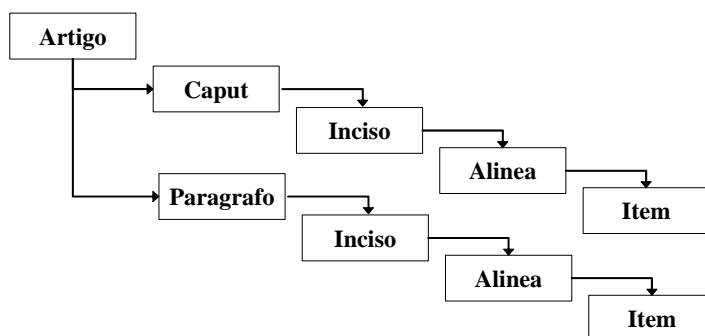 Artigo
Caput
Inciso
Alinea
Item
Paragrafo
Inciso
Alinea
Item